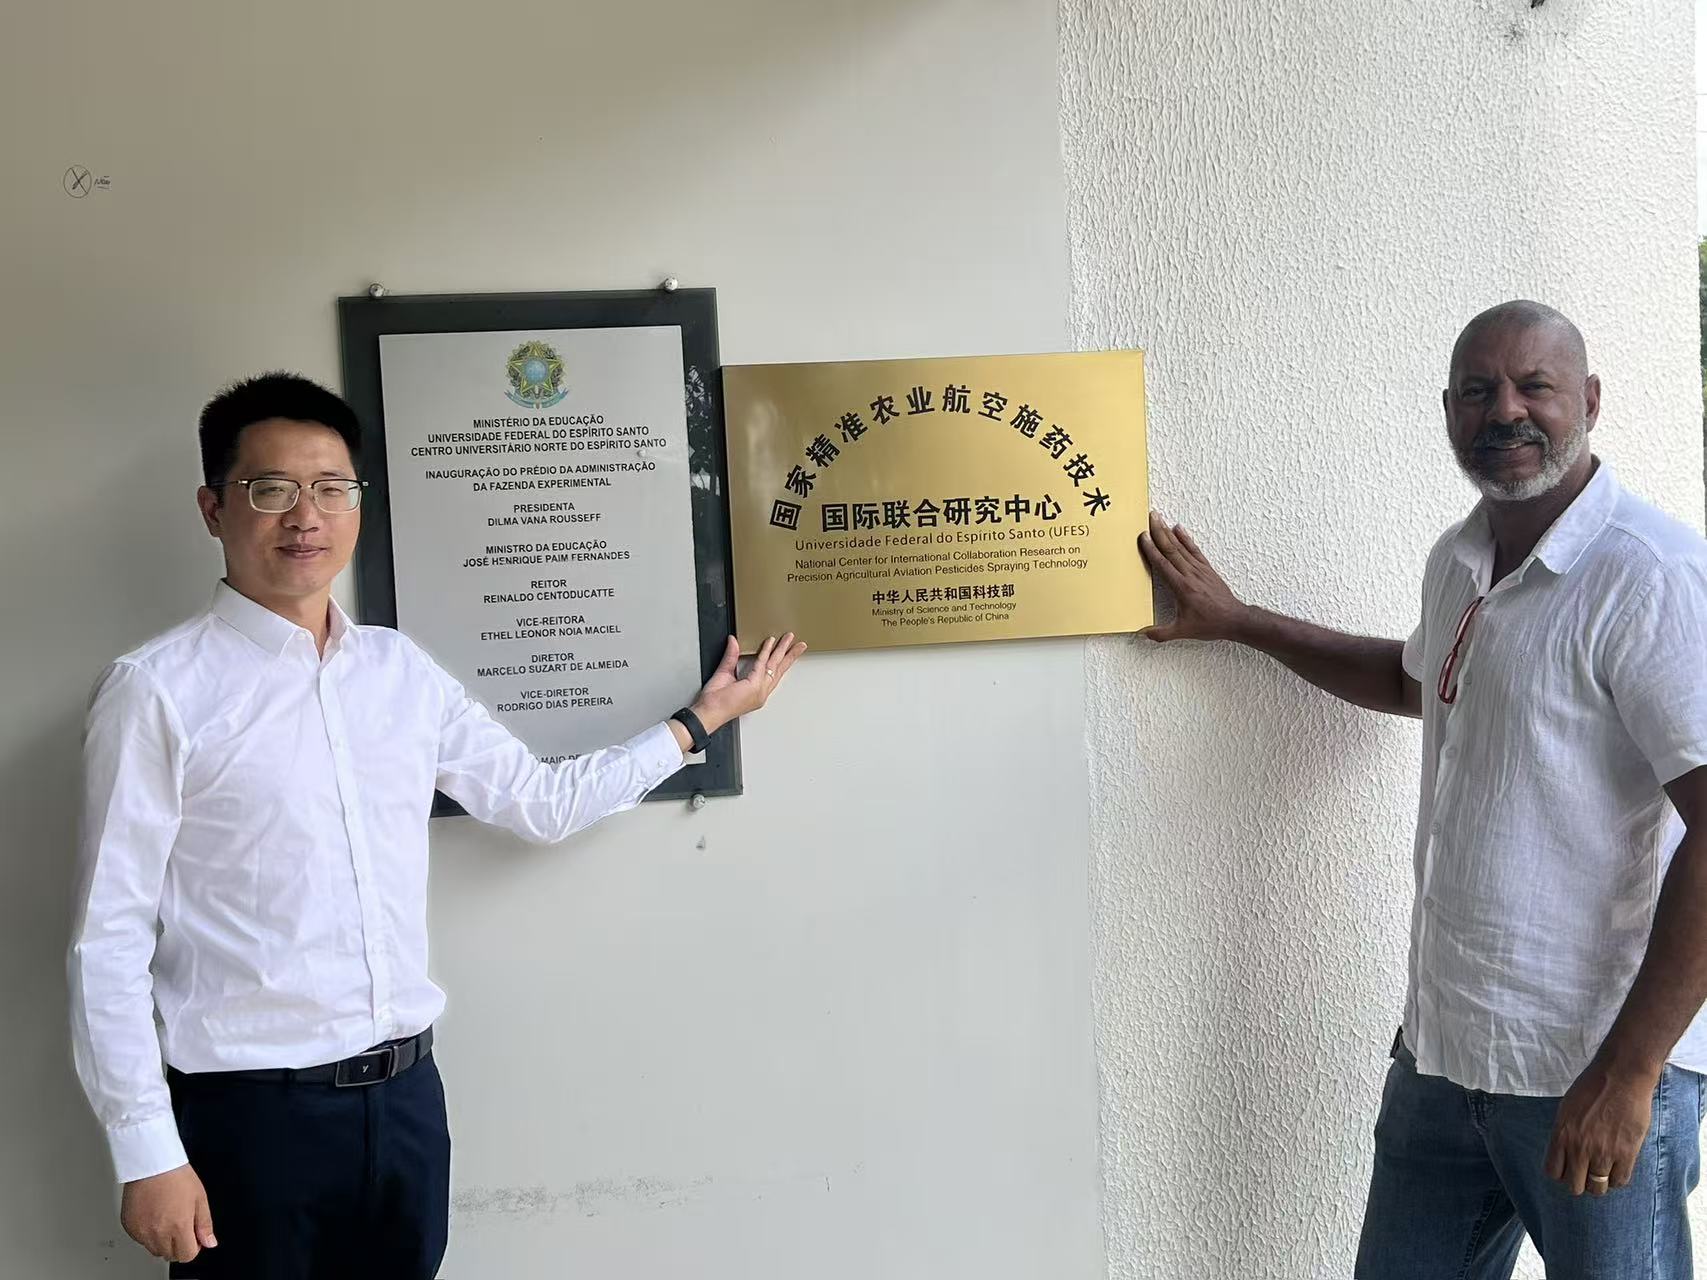 Não
MINISTÉRIO DA EDUCAÇÃO
UNIVERSIDADE FEDERAL DO ESPÍRITO SANTO
CENTRO UNIVERSITÁRIO NORTE DO ESPÍRITO SANTO
INAUGURAÇÃO DO PRÉDIO DA ADMINISTRAÇÃO
DA FAZENDA EXPERIMENTAL
PRESIDENTA
DILMA VANA ROUSSEFF
MINISTRO DA EDUCAÇÃO
JOSÉ HENRIQUE PAIM FERNANDES
REITOR
REINALDO CENTODUCATTE
VICE-REITORA
ETHEL LEONOR NOIA MACIEL
DIRETOR
MARCELO SUZART DE ALMEIDA
VICE-DIRETOR
RODRIGO DIAS PEREIRA
MAIO
国家精准农业航空施药技术
国际联合研究中心
Universidade Federal do Espírito Santo (UFES)
National Center for International Collaboration Research on
Precision Agricultural Aviation Pesticides Spraying Technology
中华人民共和国科技部
Ministry of Science and Technology
The People's Republic of China